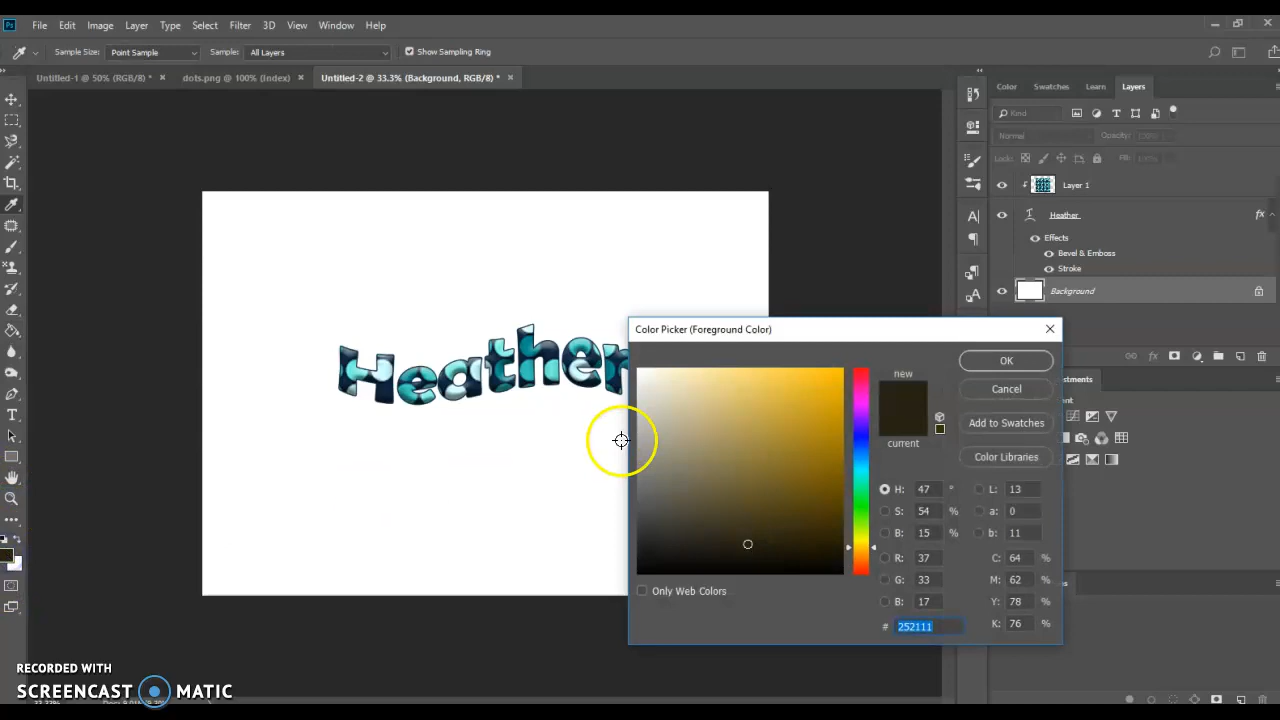 Ps File Edit Image Layer Type Select Filter 3D View Window Help
Sample Size: Point Sample Sample: All Layers Show Sampling Ring
Untitled-1 @ 50% (RGB/8) * × dots.png @ 100% (Index) × Untitled-2 @ 33.3% (Background, RGB/8) * ×
Color Swatches Learn Layers
Kind
Normal Opacity:
Lock: Fill:
Layer 1
Heather
fx
Effects
Bevel & Emboss
Stroke
Background
Heather
Color Picker (Foreground Color)
new
current
OK
Cancel
Add to Swatches
Color Libraries
H: 47 ° L: 13
S: 54 % a: 0
B: 15 % b: 11
R: 37 C: 64 %
G: 33 M: 62 %
B: 17 Y: 78 %
# 252111 K: 76 %
Only Web Colors
RECORDED WITH
SCREENCAST MATIC